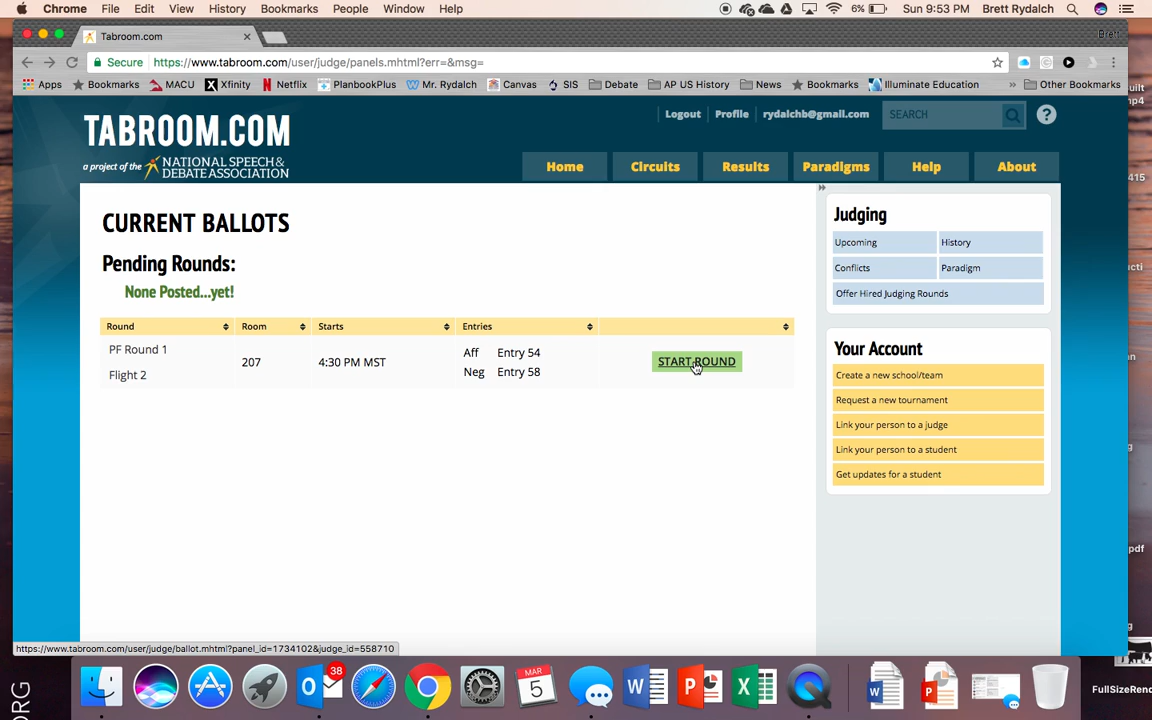 Chrome File Edit View History Bookmarks People Window Help 6% Sun 9:53 PM Brett Rydalch
Tabroom.com Brett
Secure https://www.tabroom.com/user/judge/panels.mhtml?err=&msg=
Apps Bookmarks MACU Xfinity Netflix PlanbookPlus Mr. Rydalch Canvas SIS Debate AP US History News Bookmarks Illuminate Education » Other Bookmarks
TABROOM.COM
a project of the NATIONAL SPEECH & DEBATE ASSOCIATION
Logout Profile rydalchb@gmail.com SEARCH ?
Home Circuits Results Paradigms Help About
CURRENT BALLOTS
Pending Rounds:
None Posted...yet!
Round Room Starts Entries
PF Round 1
Flight 2
207
4:30 PM MST
Aff Entry 54
Neg Entry 58
START ROUND
Judging
Upcoming History
Conflicts Paradigm
Offer Hired Judging Rounds
Your Account
Create a new school/team
Request a new tournament
Link your person to a judge
Link your person to a student
Get updates for a student
https://www.tabroom.com/user/judge/ballot.mhtml?panel_id=1734102&judge_id=558710
38
MAR
5
FullSizeRend
ORG